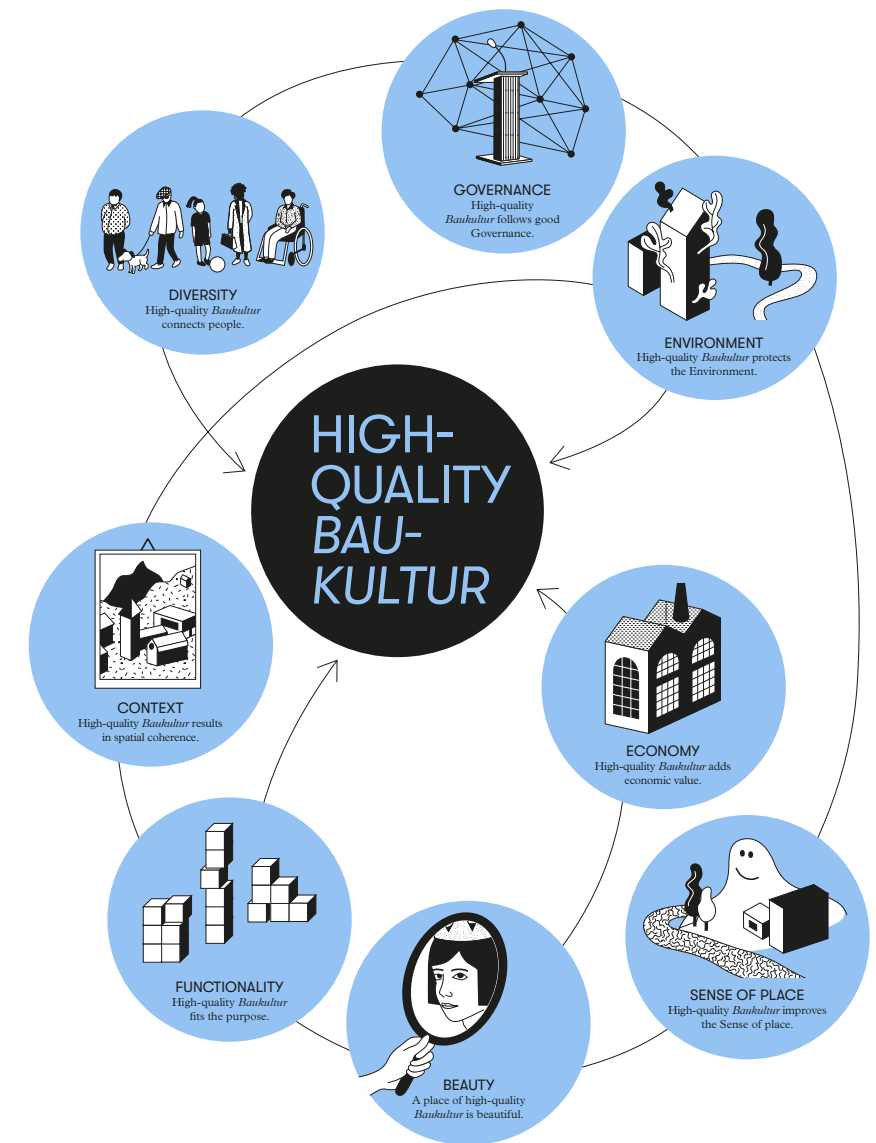 GOVERNANCE
High-quality
Baukultur follows good
Governance.
DIVERSITY
High-quality Baukultur
connects people.
ENVIRONMENT
High-quality Baukultur protects
the Environment.
HIGH-
QUALITY
BAU-
KULTUR
CONTEXT
High-quality Baukultur results
in spatial coherence.
ECONOMY
High-quality Baukultur adds
economic value.
FUNCTIONALITY
High-quality Baukultur
fits the purpose.
SENSE OF PLACE
High-quality Baukultur improves
the Sense of place.
BEAUTY
A place of high-quality
Baukultur is beautiful.